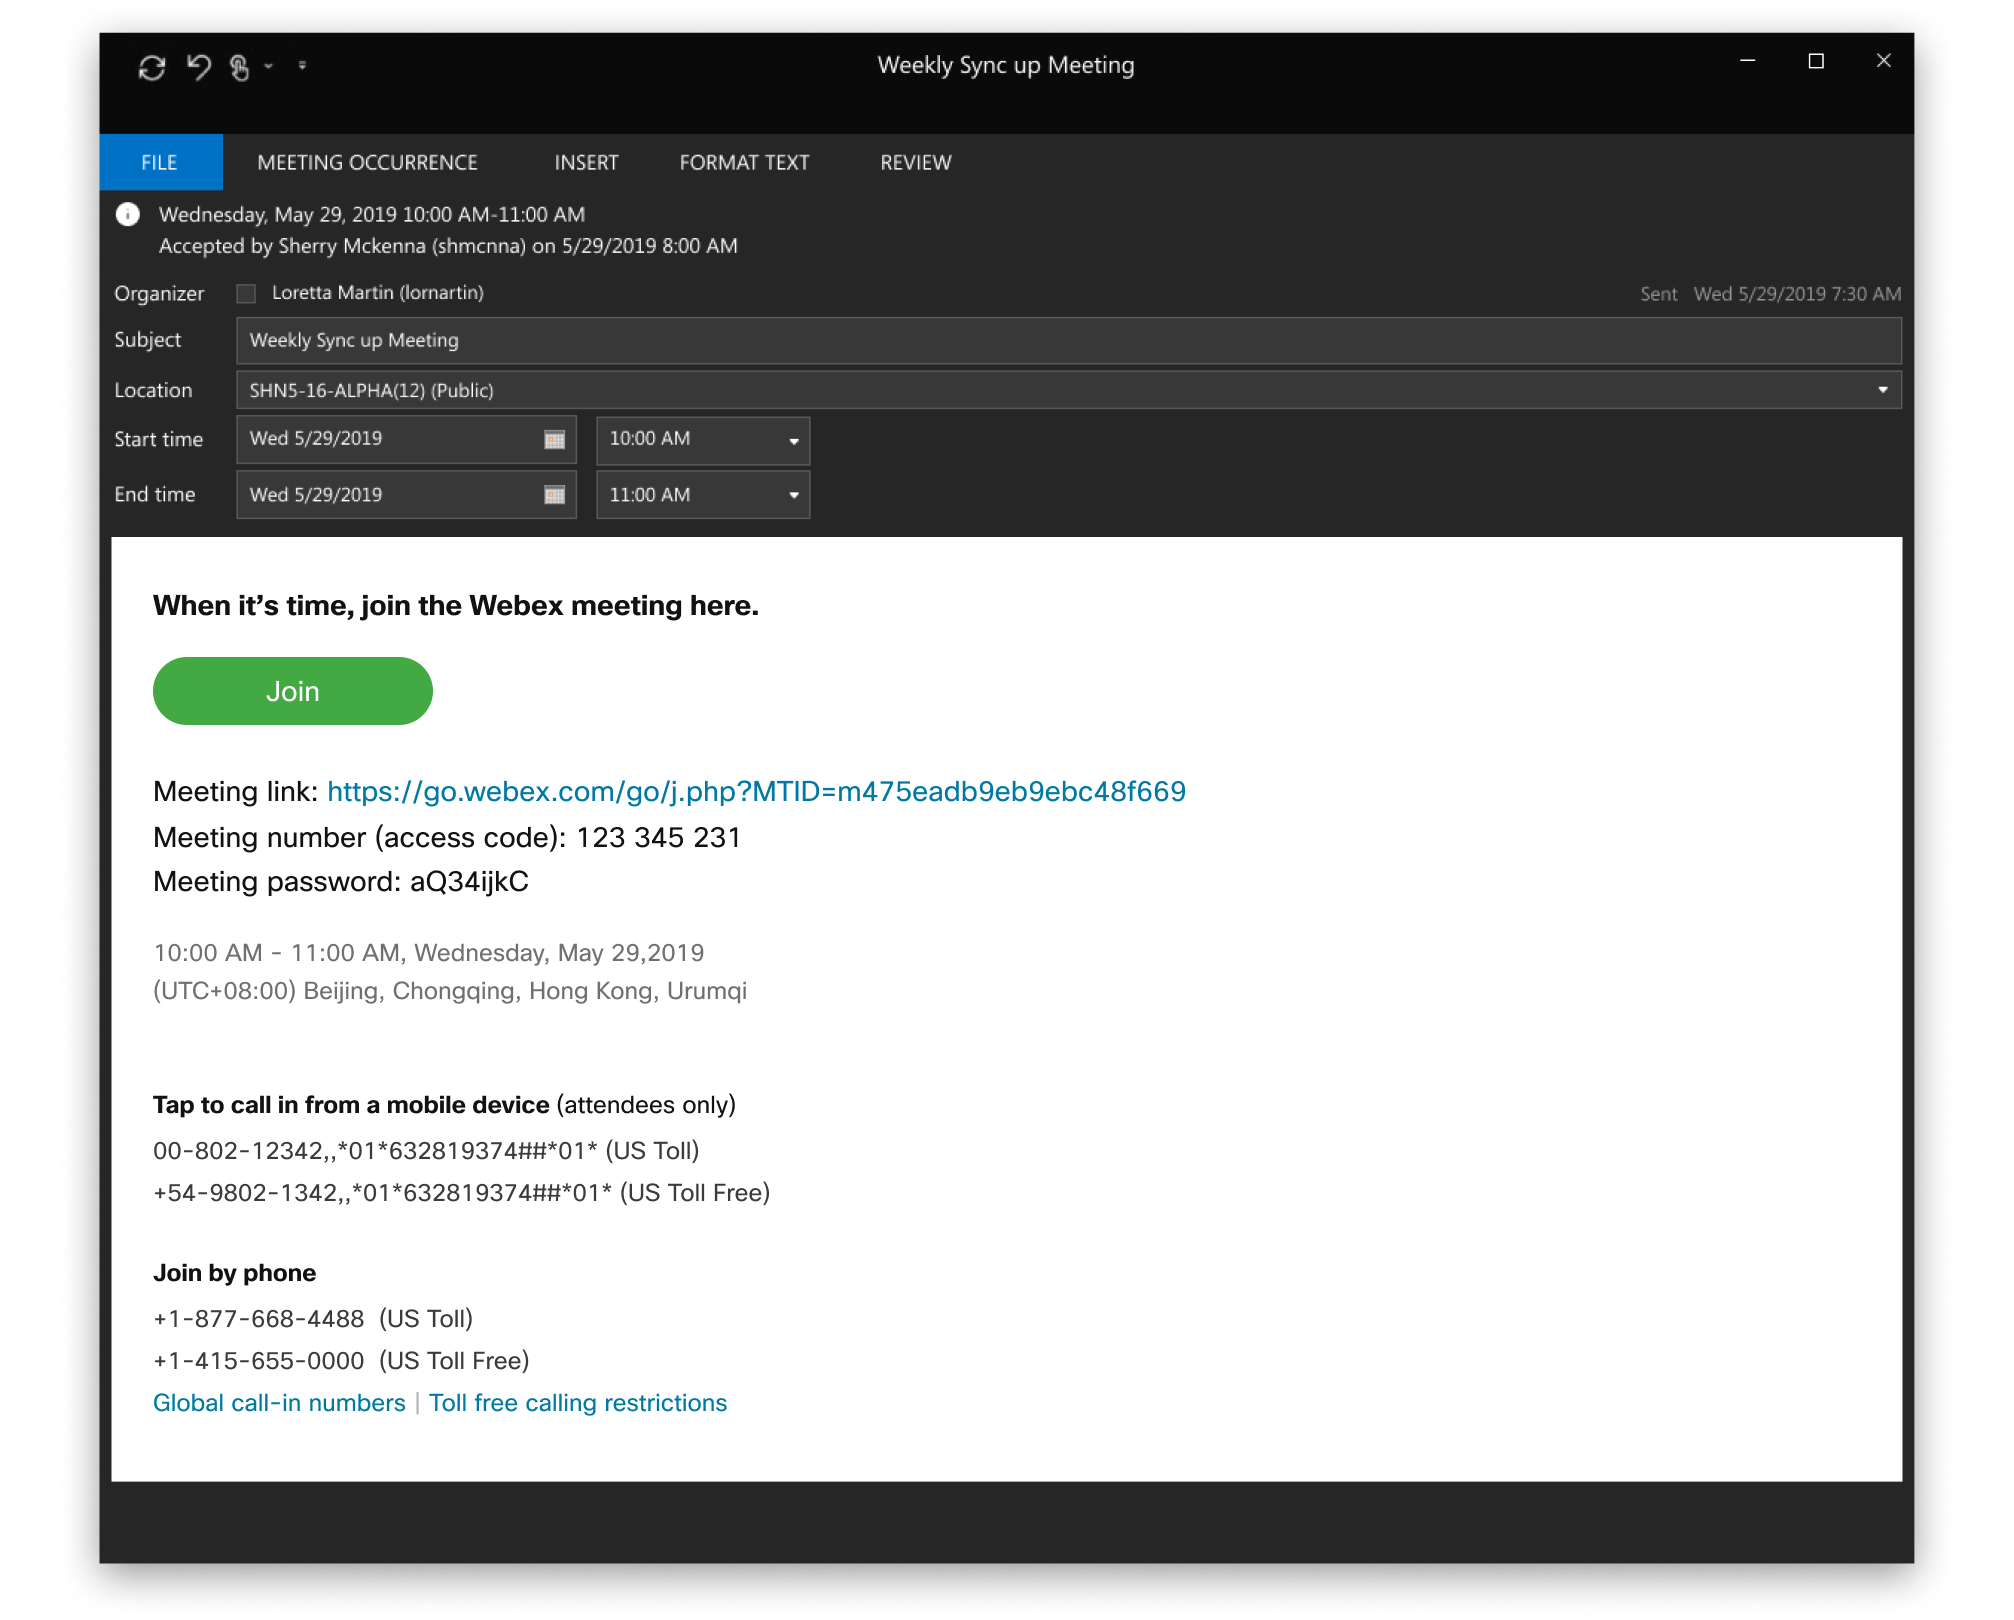 Weekly Sync up Meeting
FILE MEETING OCCURRENCE INSERT FORMAT TEXT REVIEW
Wednesday, May 29, 2019 10:00 AM-11:00 AM
Accepted by Sherry Mckenna (shmcnna) on 5/29/2019 8:00 AM
Organizer Loretta Martin (lornartin) Sent Wed 5/29/2019 7:30 AM
Subject Weekly Sync up Meeting
Location SHN5-16-ALPHA(12) (Public)
Start time Wed 5/29/2019 10:00 AM
End time Wed 5/29/2019 11:00 AM
When it’s time, join the Webex meeting here.
Join
Meeting link: https://go.webex.com/go/j.php?MTID=m475eadb9eb9ebc48f669
Meeting number (access code): 123 345 231
Meeting password: aQ34ijkC
10:00 AM - 11:00 AM, Wednesday, May 29,2019
(UTC+08:00) Beijing, Chongqing, Hong Kong, Urumqi
Tap to call in from a mobile device (attendees only)
00-802-12342,,*01*632819374##*01* (US Toll)
+54-9802-1342,,*01*632819374##*01* (US Toll Free)
Join by phone
+1-877-668-4488 (US Toll)
+1-415-655-0000 (US Toll Free)
Global call-in numbers | Toll free calling restrictions